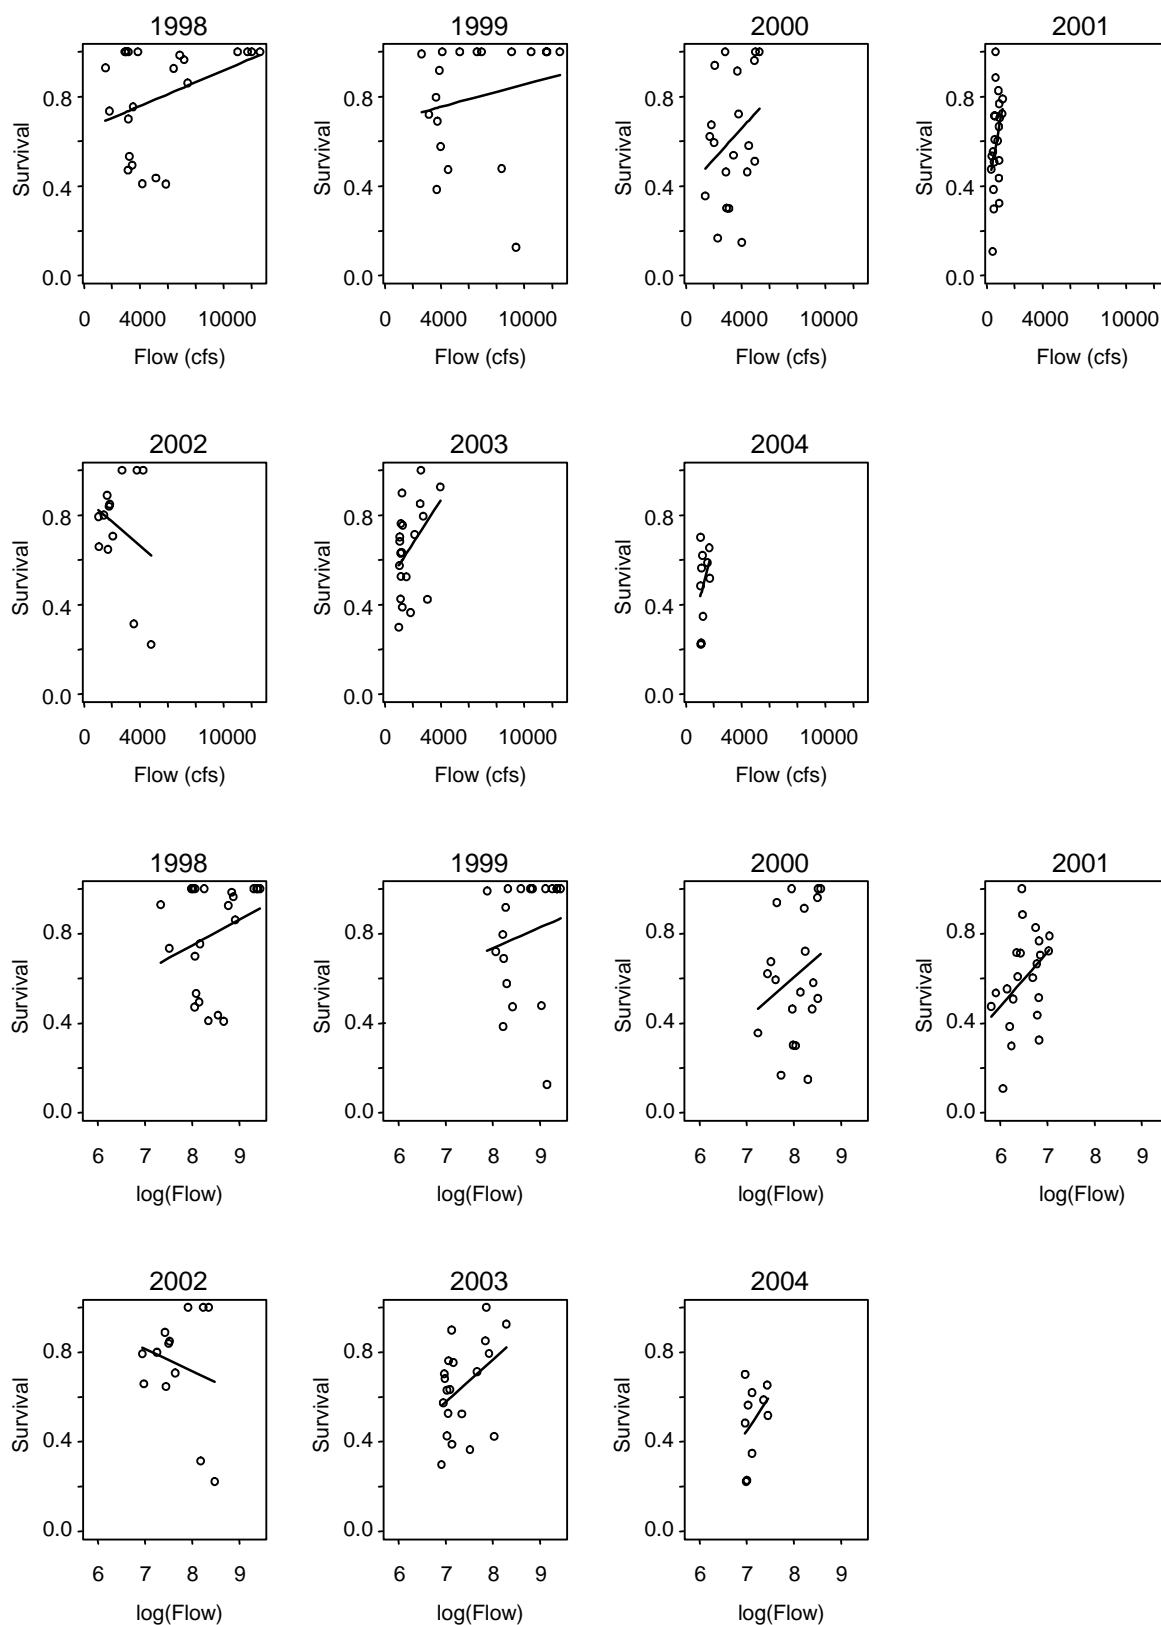 1998 1999 2000 2001
Survival Survival Survival Survival
0.8 0.8 0.8 0.8
0.4 0.4 0.4 0.4
0.0 0.0 0.0 0.0
0 4000 10000 0 4000 10000 0 4000 10000 0 4000 10000
Flow (cfs) Flow (cfs) Flow (cfs) Flow (cfs)
2002 2003 2004
Survival Survival Survival
0.8 0.8 0.8
0.4 0.4 0.4
0.0 0.0 0.0
0 4000 10000 0 4000 10000 0 4000 10000
Flow (cfs) Flow (cfs) Flow (cfs)
1998 1999 2000 2001
Survival Survival Survival Survival
0.8 0.8 0.8 0.8
0.4 0.4 0.4 0.4
0.0 0.0 0.0 0.0
6 7 8 9 6 7 8 9 6 7 8 9 6 7 8 9
log(Flow) log(Flow) log(Flow) log(Flow)
2002 2003 2004
Survival Survival Survival
0.8 0.8 0.8
0.4 0.4 0.4
0.0 0.0 0.0
6 7 8 9 6 7 8 9 6 7 8 9
log(Flow) log(Flow) log(Flow)